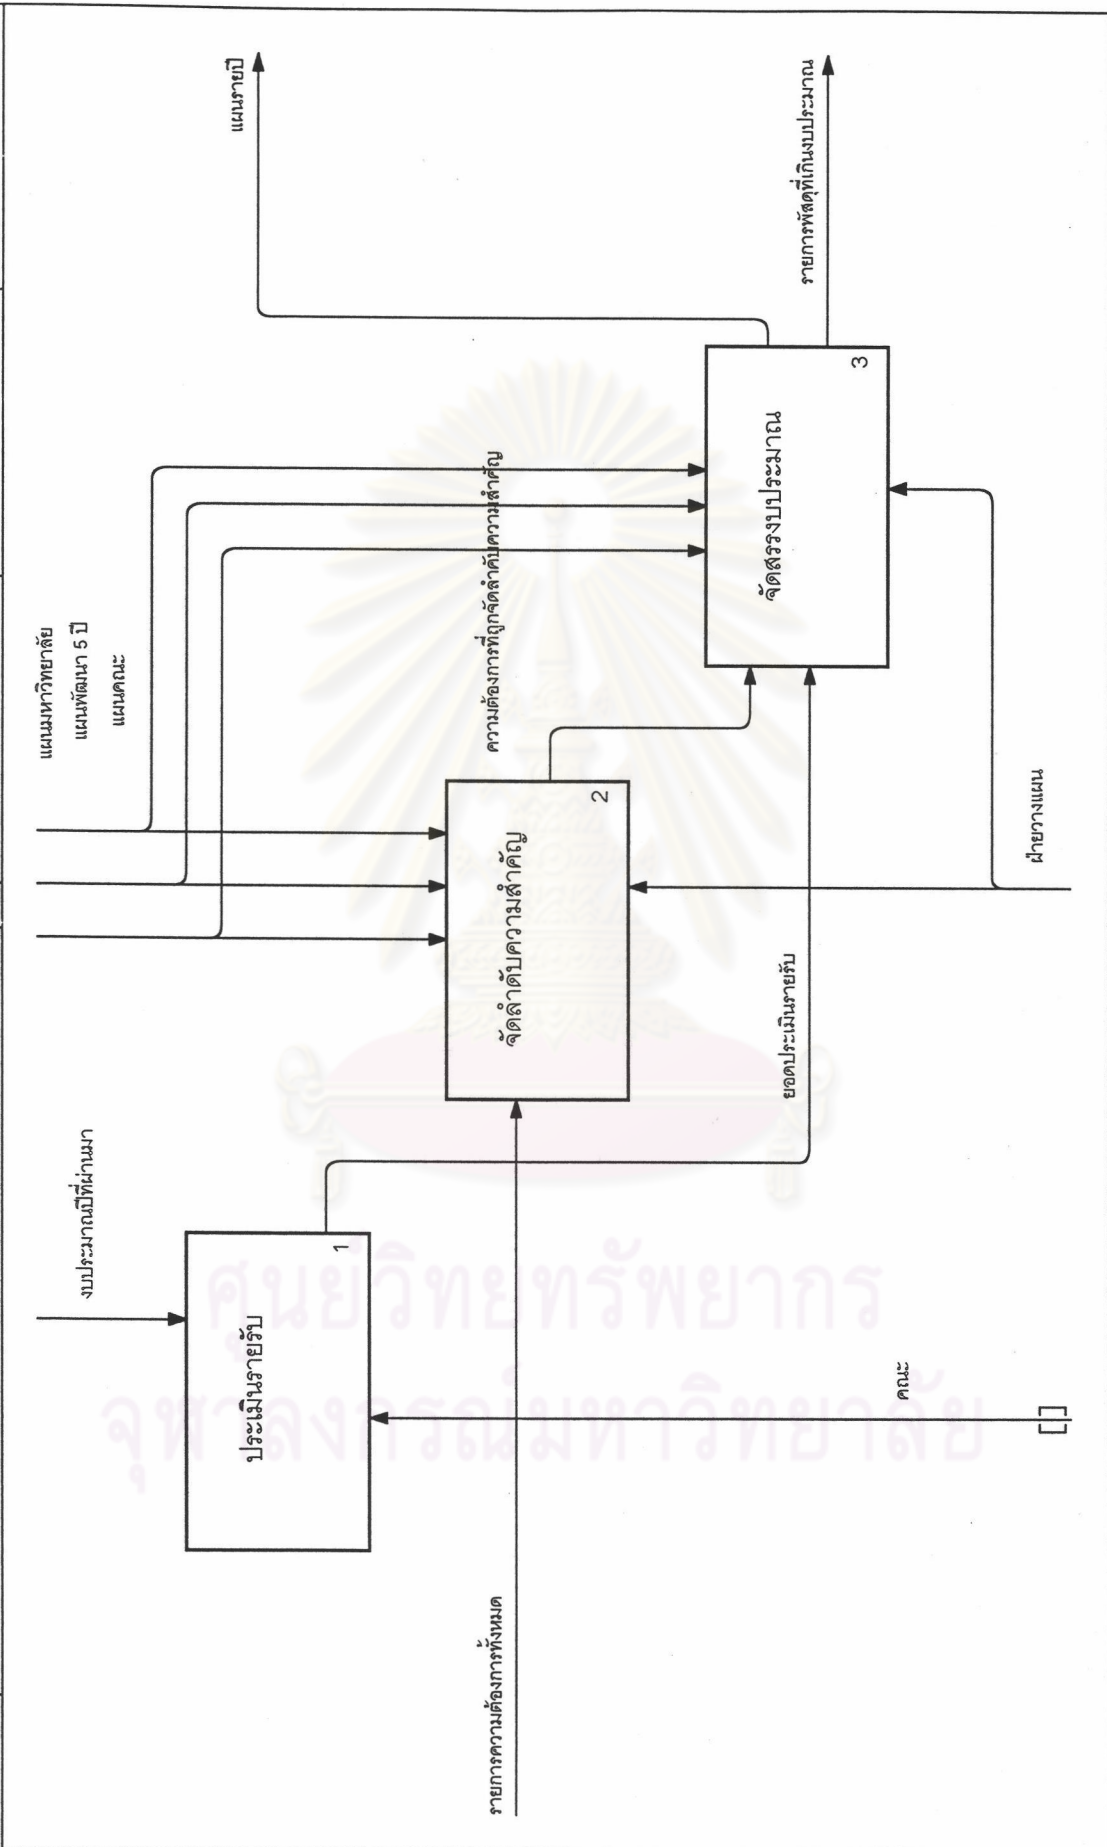 งบประมาณปีที่ผ่านมา
แผนมหาวิทยาลัย
แผนพัฒนา 5 ปี
แผนคณะ
แผนรายปี
ประเมินรายรับ
1
ความต้องการที่ถูกจัดลำดับความสำคัญ
รายการความต้องการทั้งหมด
จัดลำดับความสำคัญ
2
ยอดประเมินรายรับ
จัดสรรงบประมาณ
3
รายการพัสดุที่เกินงบประมาณ
คณะ
ฝ่ายวางแผน
ศูนย์วิทยทรัพยากร
จุฬาลงกรณ์มหาวิทยาลัย